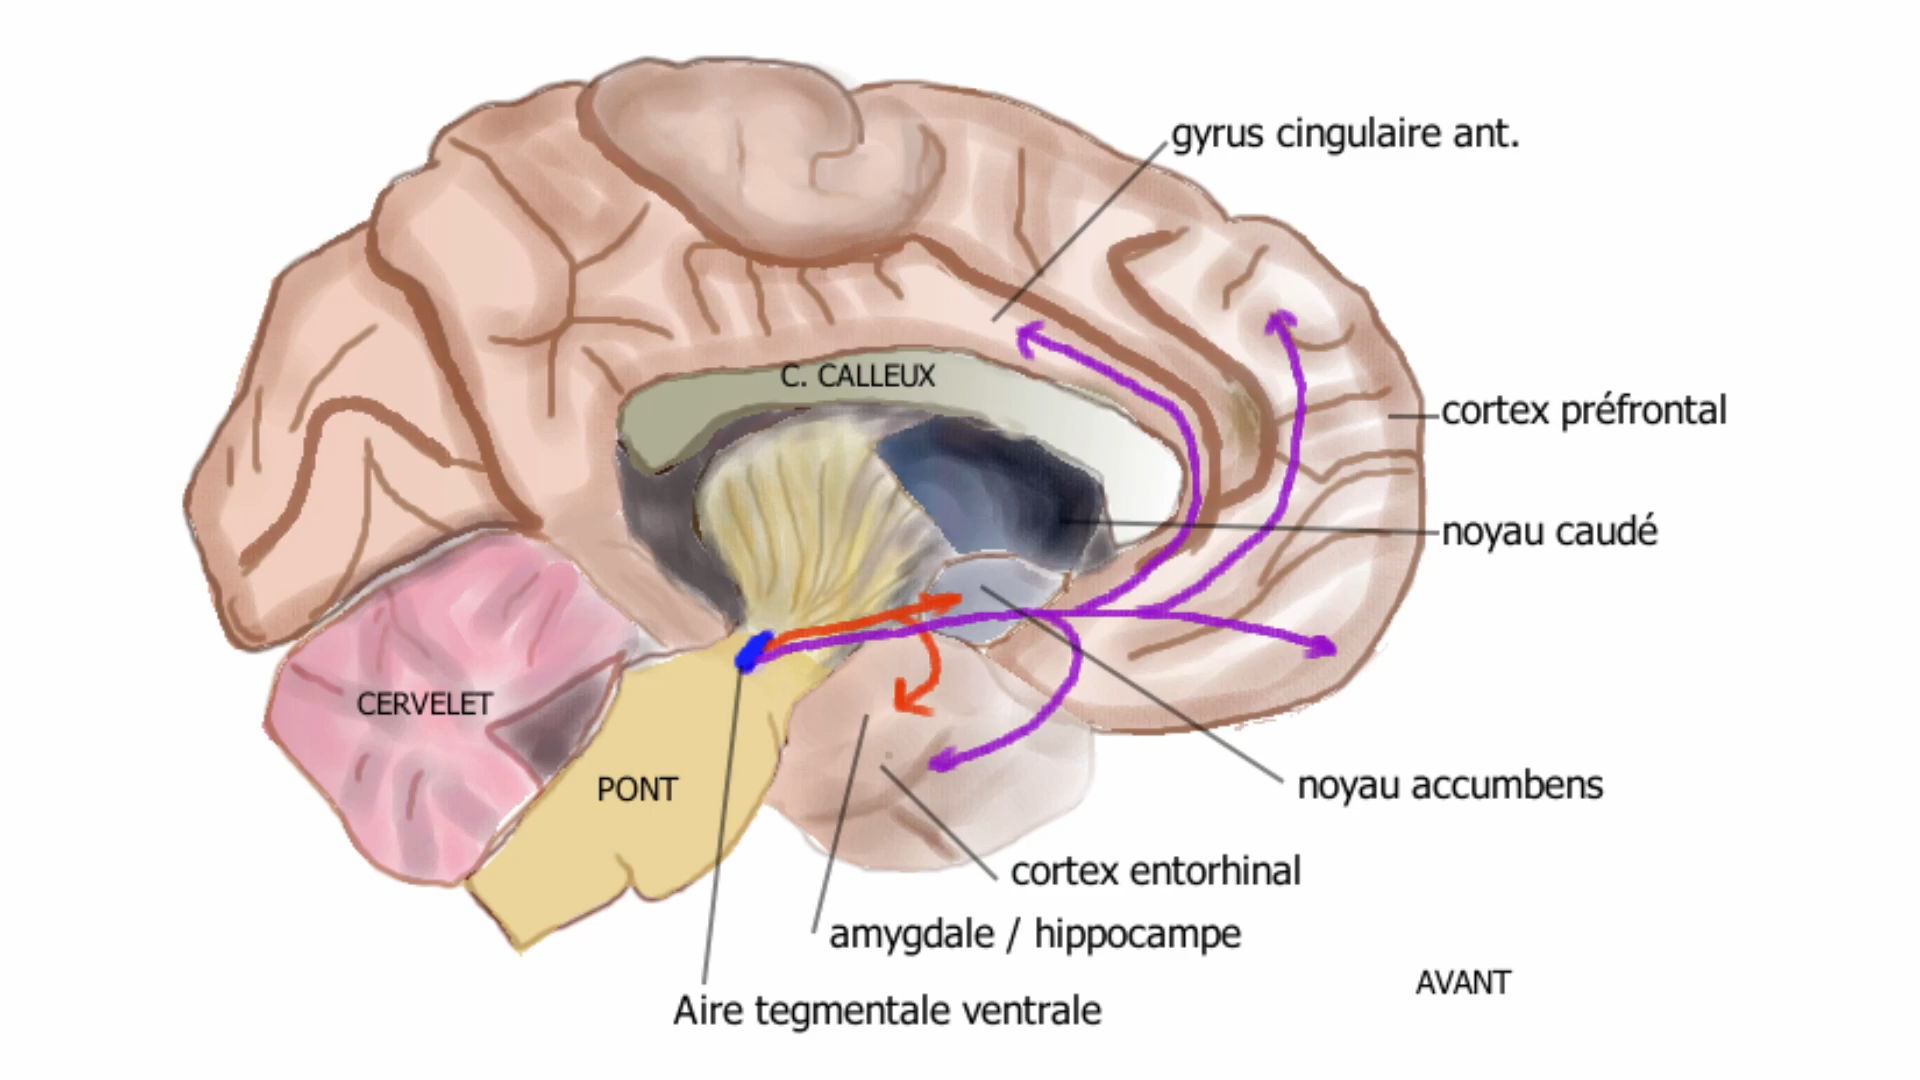 gyrus cingulaire ant.
C. CALLEUX
cortex préfrontal
noyau caudé
CERVELET
PONT
noyau accumbens
cortex entorhinal
amygdale / hippocampe
AVANT
Aire tegmentale ventrale